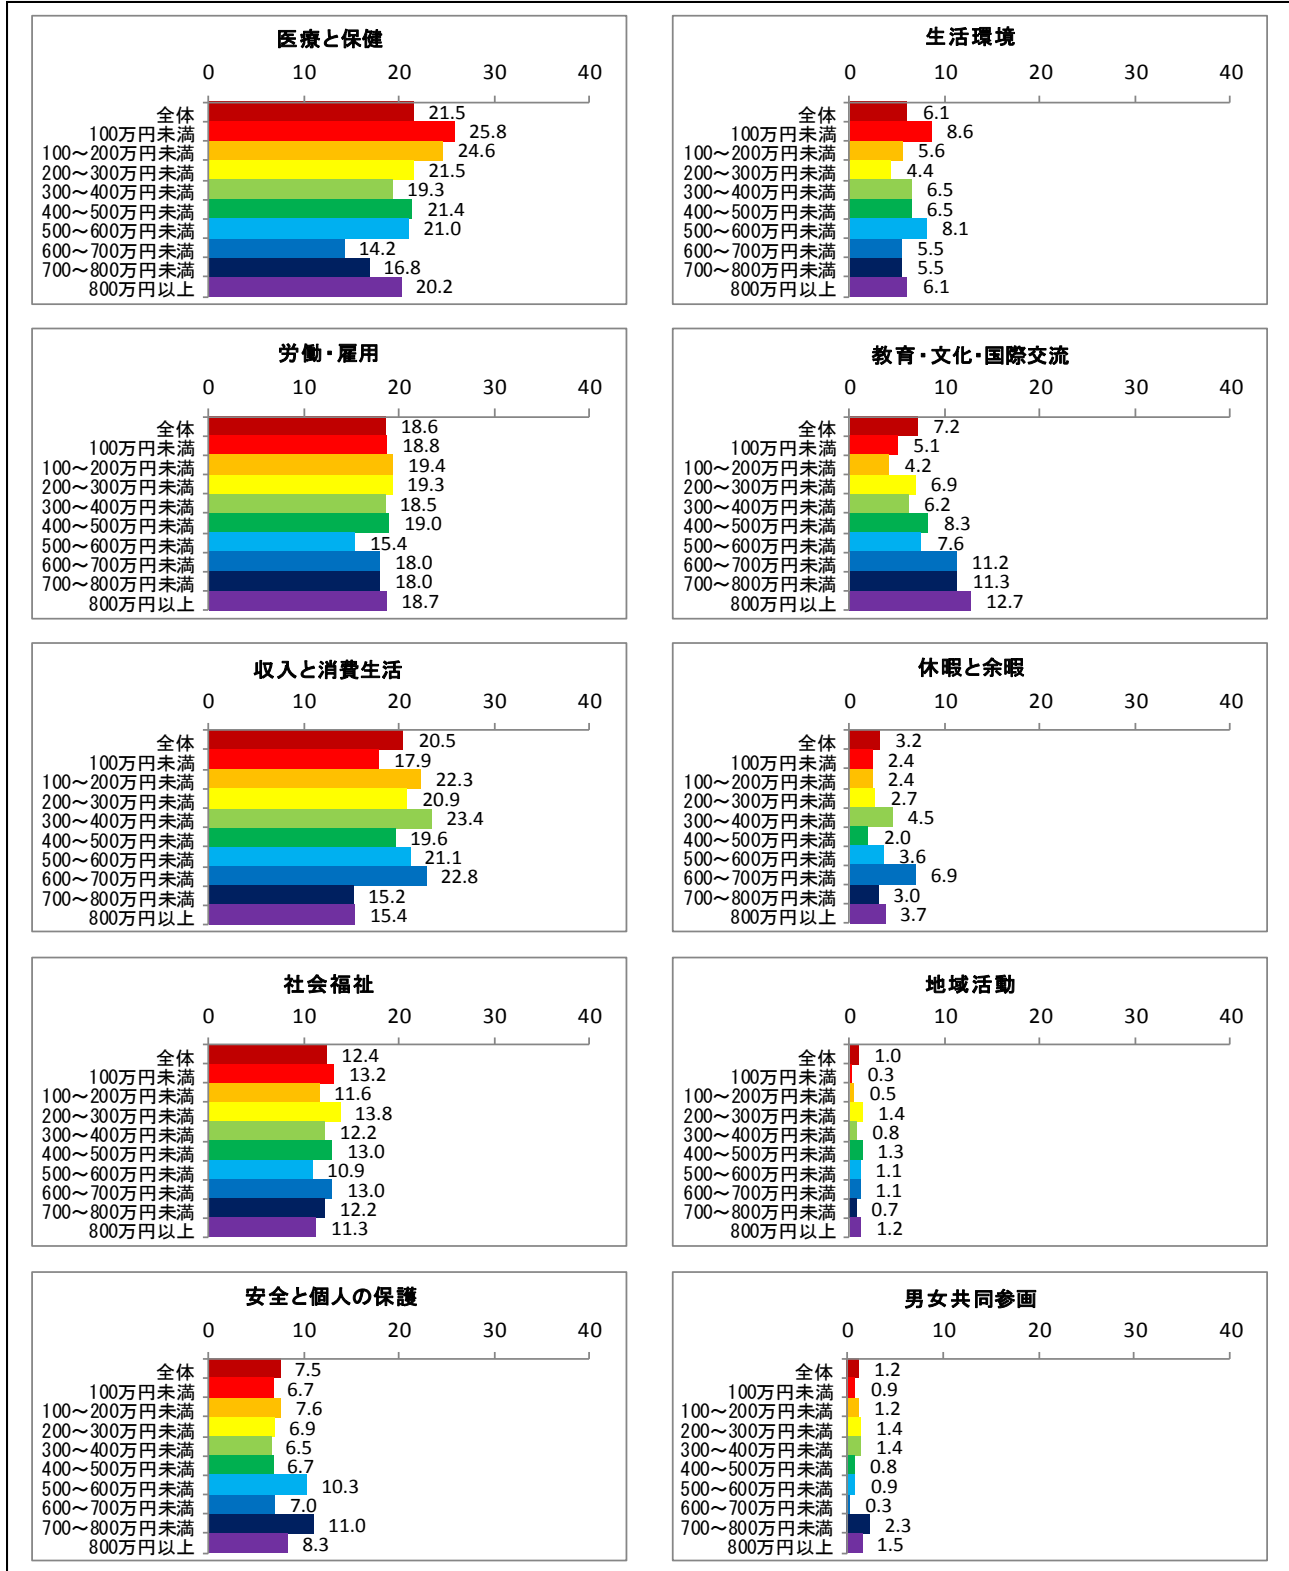 医療と保健
0 10 20 30 40
全体 21.5
100万円未満 25.8
100～200万円未満 24.6
200～300万円未満 21.5
300～400万円未満 19.3
400～500万円未満 21.4
500～600万円未満 21.0
600～700万円未満 14.2
700～800万円未満 16.8
800万円以上 20.2
生活環境
0 10 20 30 40
全体 6.1
100万円未満 8.6
100～200万円未満 5.6
200～300万円未満 4.4
300～400万円未満 6.5
400～500万円未満 6.5
500～600万円未満 8.1
600～700万円未満 5.5
700～800万円未満 5.5
800万円以上 6.1
労働・雇用
0 10 20 30 40
全体 18.6
100万円未満 18.8
100～200万円未満 19.4
200～300万円未満 19.3
300～400万円未満 18.5
400～500万円未満 19.0
500～600万円未満 15.4
600～700万円未満 18.0
700～800万円未満 18.0
800万円以上 18.7
教育・文化・国際交流
0 10 20 30 40
全体 7.2
100万円未満 5.1
100～200万円未満 4.2
200～300万円未満 6.9
300～400万円未満 6.2
400～500万円未満 8.3
500～600万円未満 7.6
600～700万円未満 11.2
700～800万円未満 11.3
800万円以上 12.7
収入と消費生活
0 10 20 30 40
全体 20.5
100万円未満 17.9
100～200万円未満 22.3
200～300万円未満 20.9
300～400万円未満 23.4
400～500万円未満 19.6
500～600万円未満 21.1
600～700万円未満 22.8
700～800万円未満 15.2
800万円以上 15.4
休暇と余暇
0 10 20 30 40
全体 3.2
100万円未満 2.4
100～200万円未満 2.4
200～300万円未満 2.7
300～400万円未満 4.5
400～500万円未満 2.0
500～600万円未満 3.6
600～700万円未満 6.9
700～800万円未満 3.0
800万円以上 3.7
社会福祉
0 10 20 30 40
全体 12.4
100万円未満 13.2
100～200万円未満 11.6
200～300万円未満 13.8
300～400万円未満 12.2
400～500万円未満 13.0
500～600万円未満 10.9
600～700万円未満 13.0
700～800万円未満 12.2
800万円以上 11.3
地域活動
0 10 20 30 40
全体 1.0
100万円未満 0.3
100～200万円未満 0.5
200～300万円未満 1.4
300～400万円未満 0.8
400～500万円未満 1.3
500～600万円未満 1.1
600～700万円未満 1.1
700～800万円未満 0.7
800万円以上 1.2
安全と個人の保護
0 10 20 30 40
全体 7.5
100万円未満 6.7
100～200万円未満 7.6
200～300万円未満 6.9
300～400万円未満 6.5
400～500万円未満 6.7
500～600万円未満 10.3
600～700万円未満 7.0
700～800万円未満 11.0
800万円以上 8.3
男女共同参画
0 10 20 30 40
全体 1.2
100万円未満 0.9
100～200万円未満 1.2
200～300万円未満 1.4
300～400万円未満 1.4
400～500万円未満 0.8
500～600万円未満 0.9
600～700万円未満 0.3
700～800万円未満 2.3
800万円以上 1.5